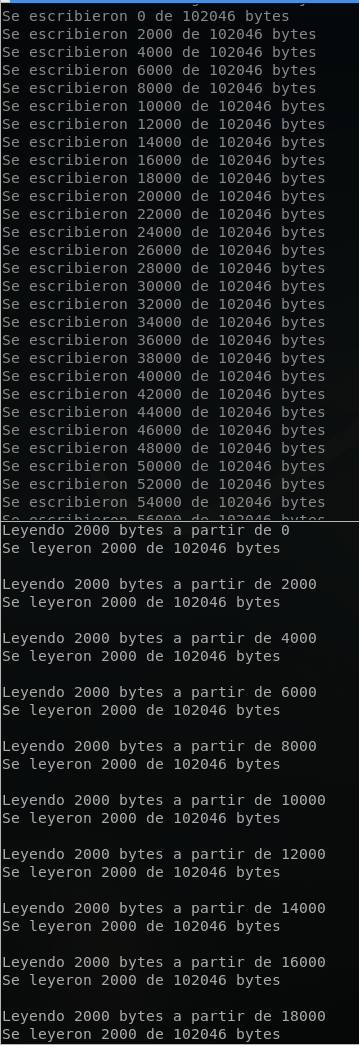 Se escribieron 0 de 102046 bytes
Se escribieron 2000 de 102046 bytes
Se escribieron 4000 de 102046 bytes
Se escribieron 6000 de 102046 bytes
Se escribieron 8000 de 102046 bytes
Se escribieron 10000 de 102046 bytes
Se escribieron 12000 de 102046 bytes
Se escribieron 14000 de 102046 bytes
Se escribieron 16000 de 102046 bytes
Se escribieron 18000 de 102046 bytes
Se escribieron 20000 de 102046 bytes
Se escribieron 22000 de 102046 bytes
Se escribieron 24000 de 102046 bytes
Se escribieron 26000 de 102046 bytes
Se escribieron 28000 de 102046 bytes
Se escribieron 30000 de 102046 bytes
Se escribieron 32000 de 102046 bytes
Se escribieron 34000 de 102046 bytes
Se escribieron 36000 de 102046 bytes
Se escribieron 38000 de 102046 bytes
Se escribieron 40000 de 102046 bytes
Se escribieron 42000 de 102046 bytes
Se escribieron 44000 de 102046 bytes
Se escribieron 46000 de 102046 bytes
Se escribieron 48000 de 102046 bytes
Se escribieron 50000 de 102046 bytes
Se escribieron 52000 de 102046 bytes
Se escribieron 54000 de 102046 bytes
Se escribieron 56000 de 102046 bytes
Leyendo 2000 bytes a partir de 0
Se leyeron 2000 de 102046 bytes
Leyendo 2000 bytes a partir de 2000
Se leyeron 2000 de 102046 bytes
Leyendo 2000 bytes a partir de 4000
Se leyeron 2000 de 102046 bytes
Leyendo 2000 bytes a partir de 6000
Se leyeron 2000 de 102046 bytes
Leyendo 2000 bytes a partir de 8000
Se leyeron 2000 de 102046 bytes
Leyendo 2000 bytes a partir de 10000
Se leyeron 2000 de 102046 bytes
Leyendo 2000 bytes a partir de 12000
Se leyeron 2000 de 102046 bytes
Leyendo 2000 bytes a partir de 14000
Se leyeron 2000 de 102046 bytes
Leyendo 2000 bytes a partir de 16000
Se leyeron 2000 de 102046 bytes
Leyendo 2000 bytes a partir de 18000
Se leyeron 2000 de 102046 bytes